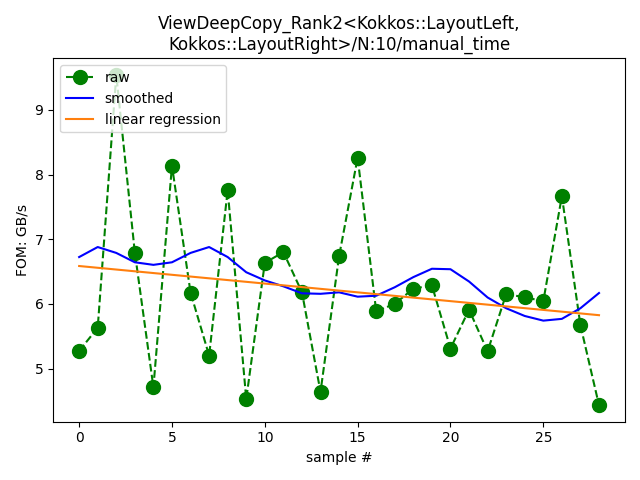 ViewDeepCopy_Rank2<Kokkos::LayoutLeft,
Kokkos::LayoutRight>/N:10/manual_time
raw
smoothed
linear regression
FOM: GB/s
9
8
7
6
5
0 5 10 15 20 25
sample #